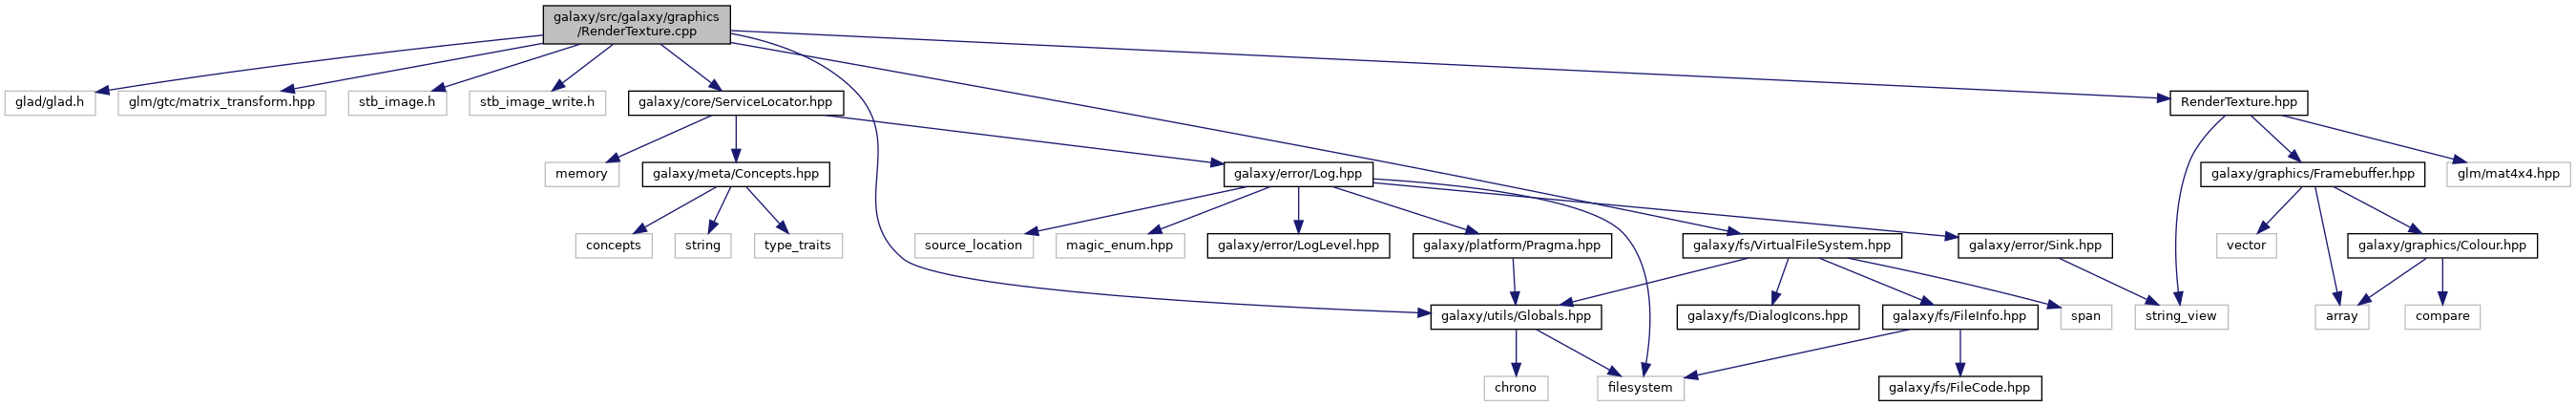 galaxy/src/galaxy/graphics
/RenderTexture.cpp
glad/glad.h
glm/gtc/matrix_transform.hpp
stb_image.h
stb_image_write.h
galaxy/core/ServiceLocator.hpp
RenderTexture.hpp
memory
galaxy/meta/Concepts.hpp
galaxy/error/Log.hpp
galaxy/graphics/Framebuffer.hpp
glm/mat4x4.hpp
concepts
string
type_traits
source_location
magic_enum.hpp
galaxy/error/LogLevel.hpp
galaxy/platform/Pragma.hpp
galaxy/fs/VirtualFileSystem.hpp
galaxy/error/Sink.hpp
vector
galaxy/graphics/Colour.hpp
galaxy/utils/Globals.hpp
galaxy/fs/DialogIcons.hpp
galaxy/fs/FileInfo.hpp
span
string_view
array
compare
chrono
filesystem
galaxy/fs/FileCode.hpp